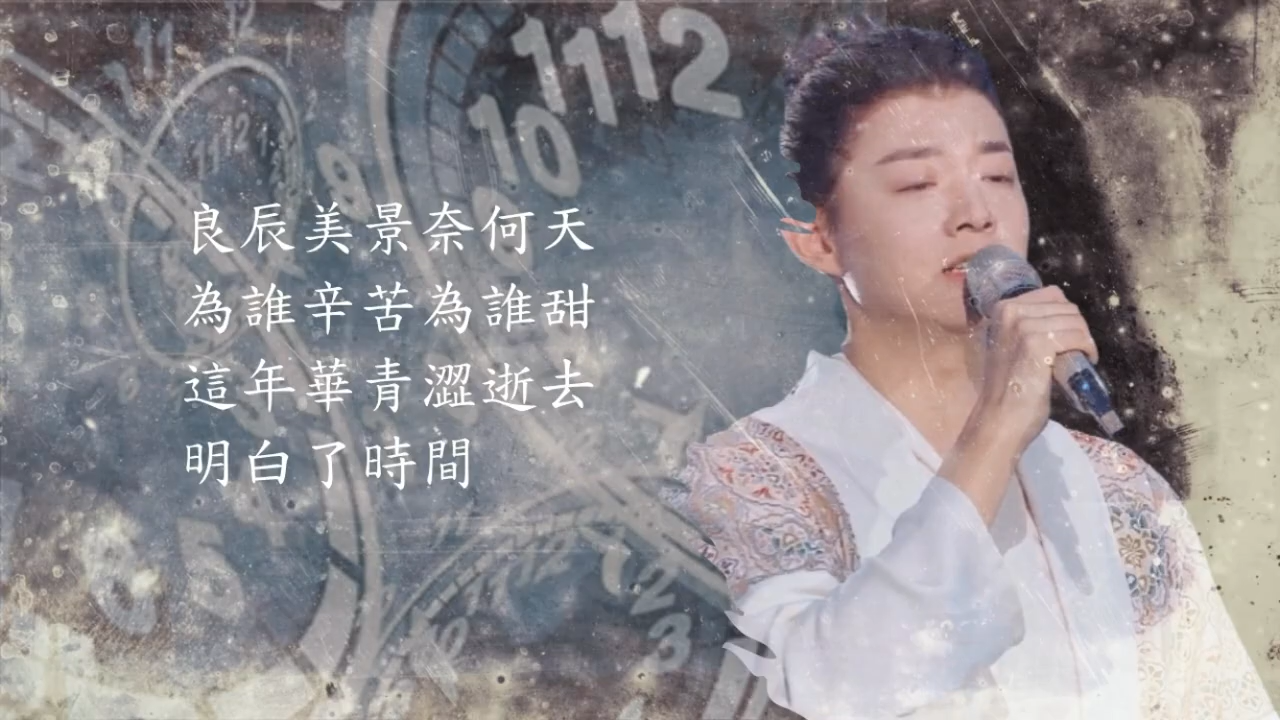 良辰美景奈何天
為誰辛苦為誰甜
這年華青澀逝去
明白了時間